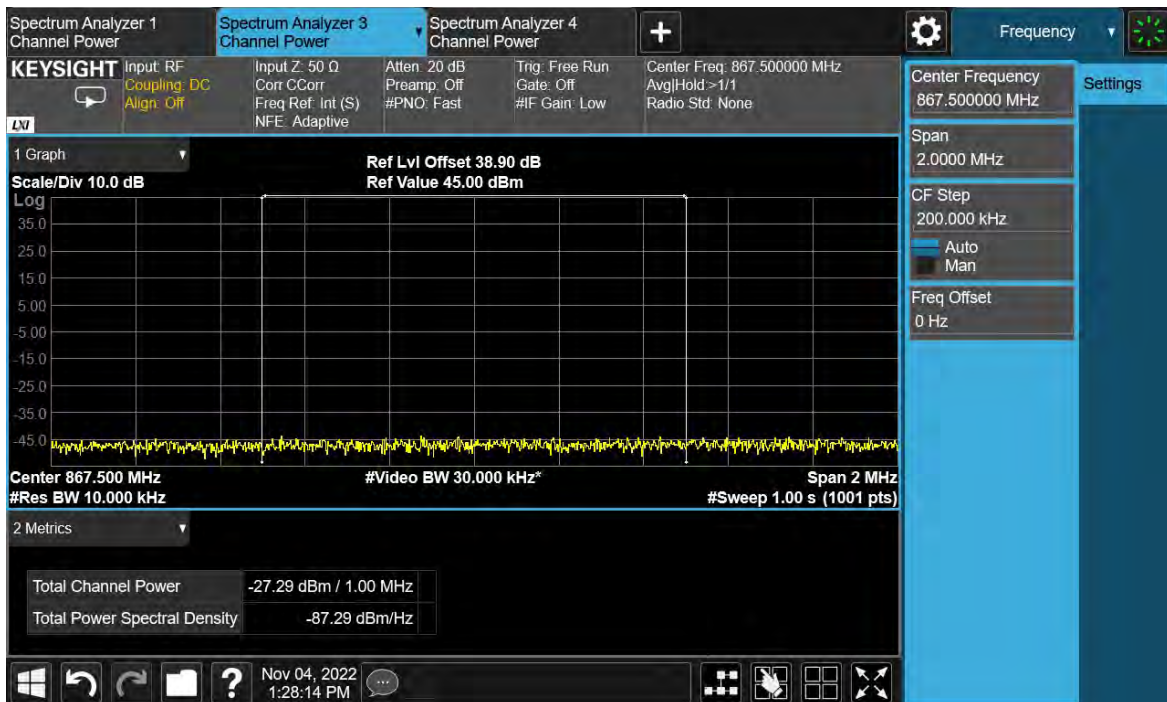 Spectrum Analyzer 1
Channel Power
Spectrum Analyzer 3
Channel Power
Spectrum Analyzer 4
Channel Power
+
Frequency
KEYSIGHT
LXI
Input: RF
Coupling: DC
Align: Off
Input Z: 50 Ω
Corr CCorr
Freq Ref: Int (S)
NFE: Adaptive
Atten: 20 dB
Preamp: Off
#PNO: Fast
Trig: Free Run
Gate: Off
#IF Gain: Low
Center Freq: 867.500000 MHz
Avg|Hold:>1/1
Radio Std: None
1 Graph
Scale/Div 10.0 dB
Ref Lvl Offset 38.90 dB
Ref Value 45.00 dBm
Log
35.0
25.0
15.0
5.00
-5.00
-15.0
-25.0
-35.0
-45.0
Center 867.500 MHz
#Video BW 30.000 kHz*
Span 2 MHz
#Res BW 10.000 kHz
#Sweep 1.00 s (1001 pts)
2 Metrics
Total Channel Power -27.29 dBm / 1.00 MHz
Total Power Spectral Density -87.29 dBm/Hz
?
Nov 04, 2022
1:28:14 PM
Center Frequency
867.500000 MHz
Span
2.0000 MHz
CF Step
200.000 kHz
Auto
Man
Freq Offset
0 Hz
Settings